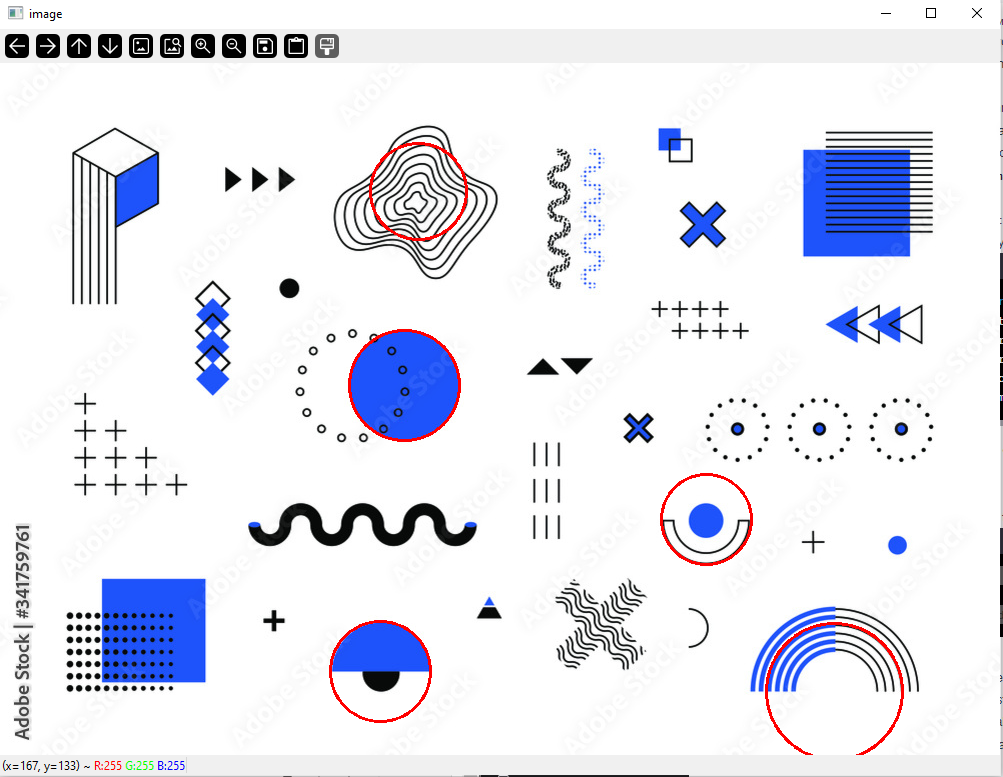 image
Adobe Stock | #341759761
(x=167, y=133) ~ R:255 G:255 B:255